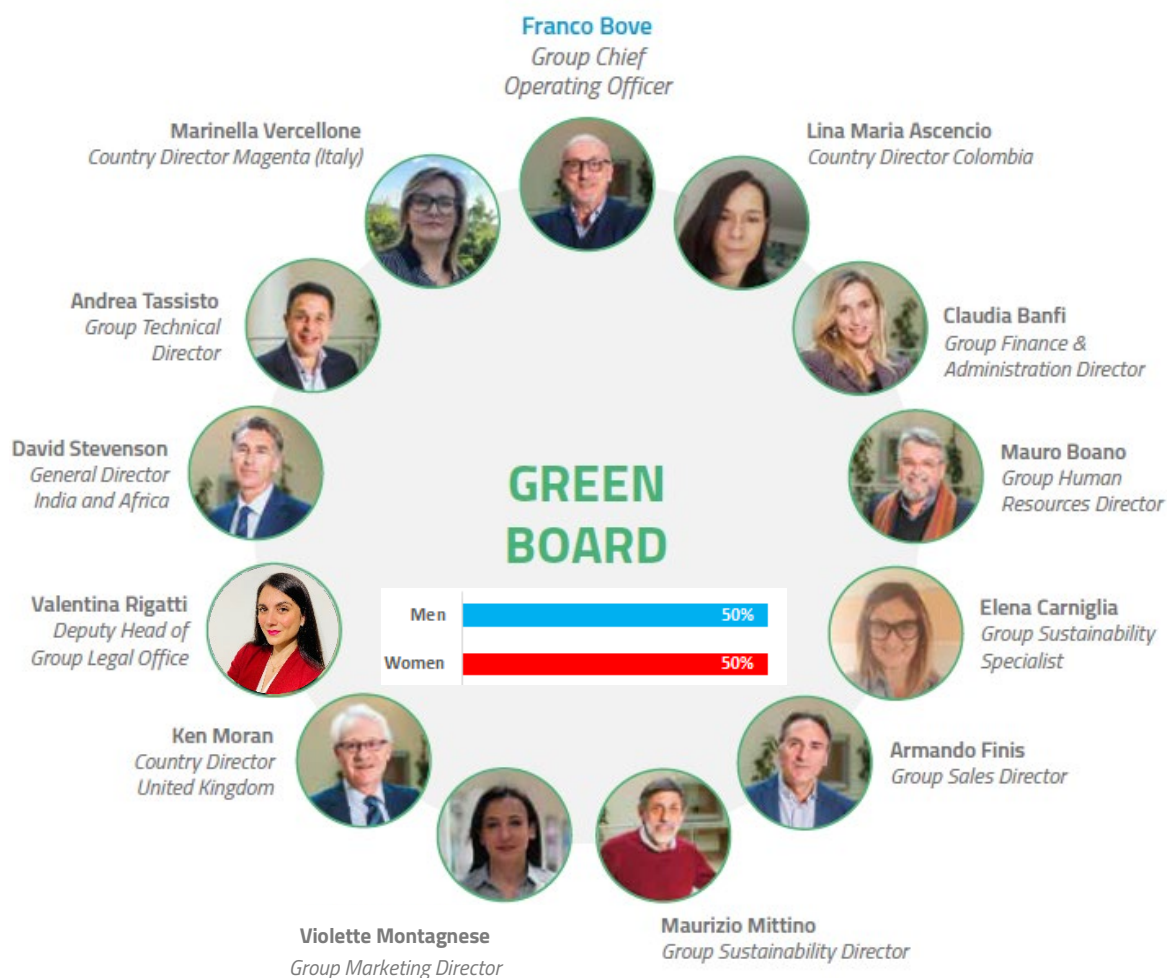 Franco Bove
Group Chief
Operating Officer
Marinella Vercellone
Country Director Magenta (Italy)
Lina Maria Ascencio
Country Director Colombia
Andrea Tassisto
Group Technical
Director
Claudia Banfi
Group Finance &
Administration Director
David Stevenson
General Director
India and Africa
Mauro Boano
Group Human
Resources Director
GREEN
BOARD
Men 50%
Women 50%
Valentina Rigatti
Deputy Head of
Group Legal Office
Elena Carniglia
Group Sustainability
Specialist
Ken Moran
Country Director
United Kingdom
Armando Finis
Group Sales Director
Violette Montagnese
Group Marketing Director
Maurizio Mittino
Group Sustainability Director